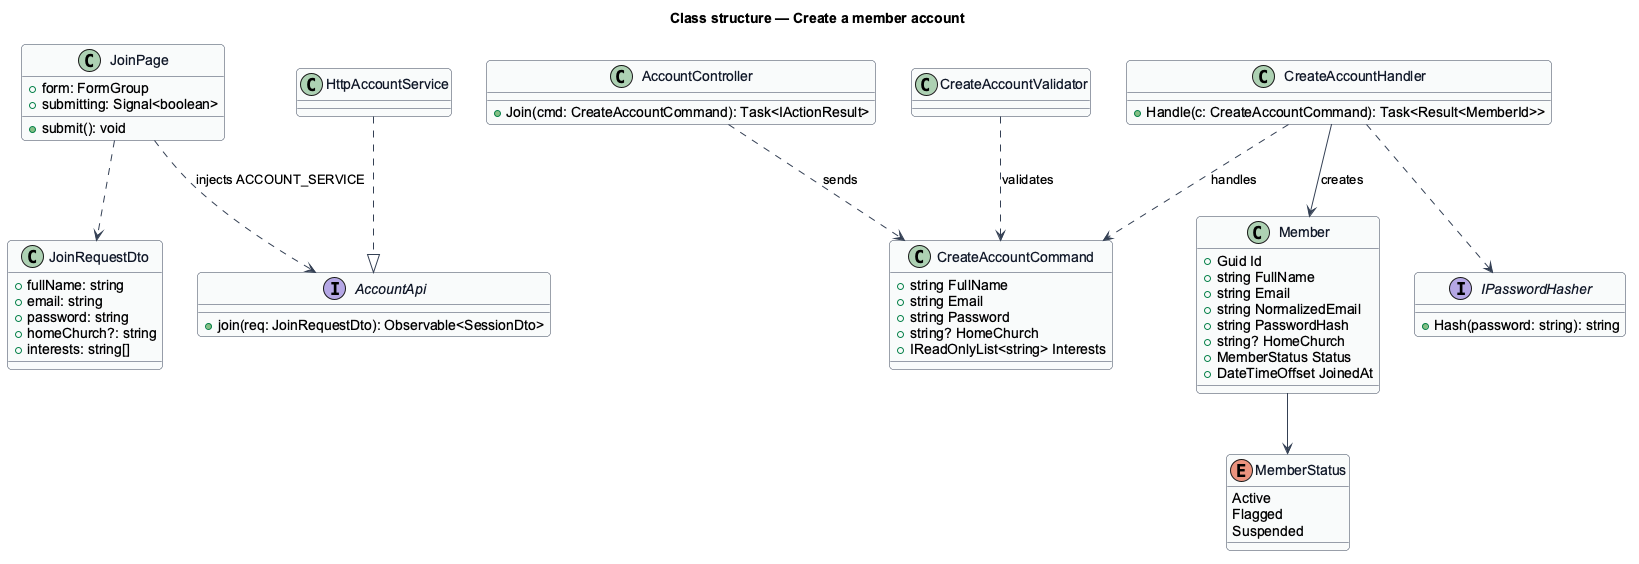 Class structure — Create a member account
C JoinPage
form: FormGroup
submitting: Signal<boolean>
submit(): void
C HttpAccountService
C AccountController
Join(cmd: CreateAccountCommand): Task<IActionResult>
C CreateAccountValidator
C CreateAccountHandler
Handle(c: CreateAccountCommand): Task<Result<MemberId>>
injects ACCOUNT_SERVICE
sends
validates
handles
creates
C JoinRequestDto
fullName: string
email: string
password: string
homeChurch?: string
interests: string[]
I AccountApi
join(req: JoinRequestDto): Observable<SessionDto>
C CreateAccountCommand
string FullName
string Email
string Password
string? HomeChurch
IReadOnlyList<string> Interests
C Member
Guid Id
string FullName
string Email
string NormalizedEmail
string PasswordHash
string? HomeChurch
MemberStatus Status
DateTimeOffset JoinedAt
I IPasswordHasher
Hash(password: string): string
E MemberStatus
Active
Flagged
Suspended